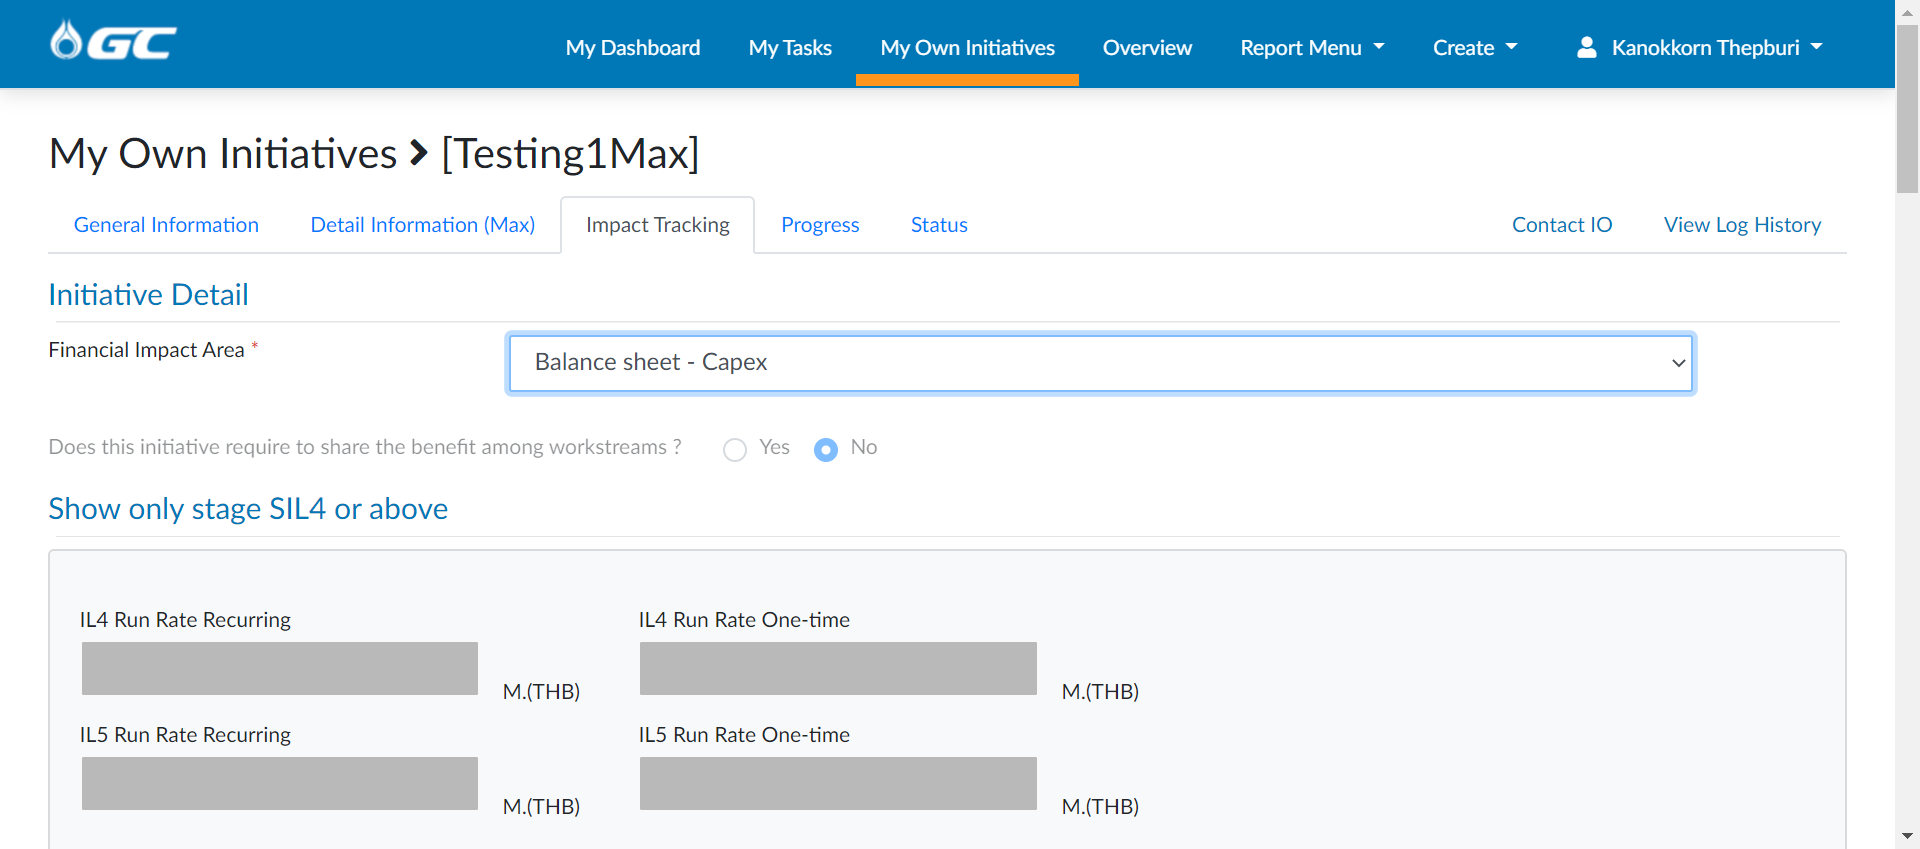 GC
My Dashboard My Tasks My Own Initiatives Overview Report Menu Create Kanokkorn Thepburi
My Own Initiatives > [Testing1Max]
General Information Detail Information (Max) Impact Tracking Progress Status Contact IO View Log History
Initiative Detail
Financial Impact Area * Balance sheet - Capex
Does this initiative require to share the benefit among workstreams ? Yes No
Show only stage SIL4 or above
IL4 Run Rate Recurring IL4 Run Rate One-time
M.(THB) M.(THB)
IL5 Run Rate Recurring IL5 Run Rate One-time
M.(THB) M.(THB)